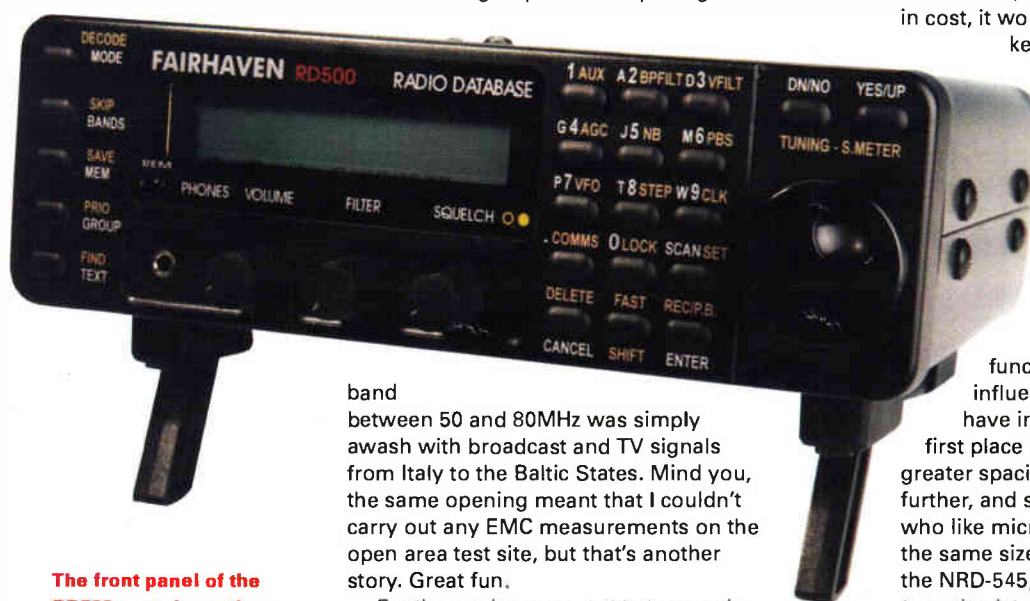 in cost, it wo
ke
DECODE
MODE
SKIP
BANDS
SAVE
MEM
PRIO
GROUP
FIND
TEXT
FAIRHAVEN RD500 RADIO DATABASE
PHONES VOLUME FILTER SQUELCH
1 AUX A 2 BPFILT D 3 VFILT
G 4 AGC J 5 NB M 6 PBS
P 7 VFO T 8 STEP W 9 CLK
. COMMS 0 LOCK SCAN SET
DELETE FAST REC/P.B.
CANCEL SHIFT ENTER
DN/NO YES/UP
TUNING - S.METER
band
between 50 and 80MHz was simply
awash with broadcast and TV signals
from Italy to the Baltic States. Mind you,
the same opening meant that I couldn't
carry out any EMC measurements on the
open area test site, but that's another
story. Great fun.
func
influe
have in
first place
greater spaci
further, and s
who like micr
the same size
the NRD-545,
The front panel of the